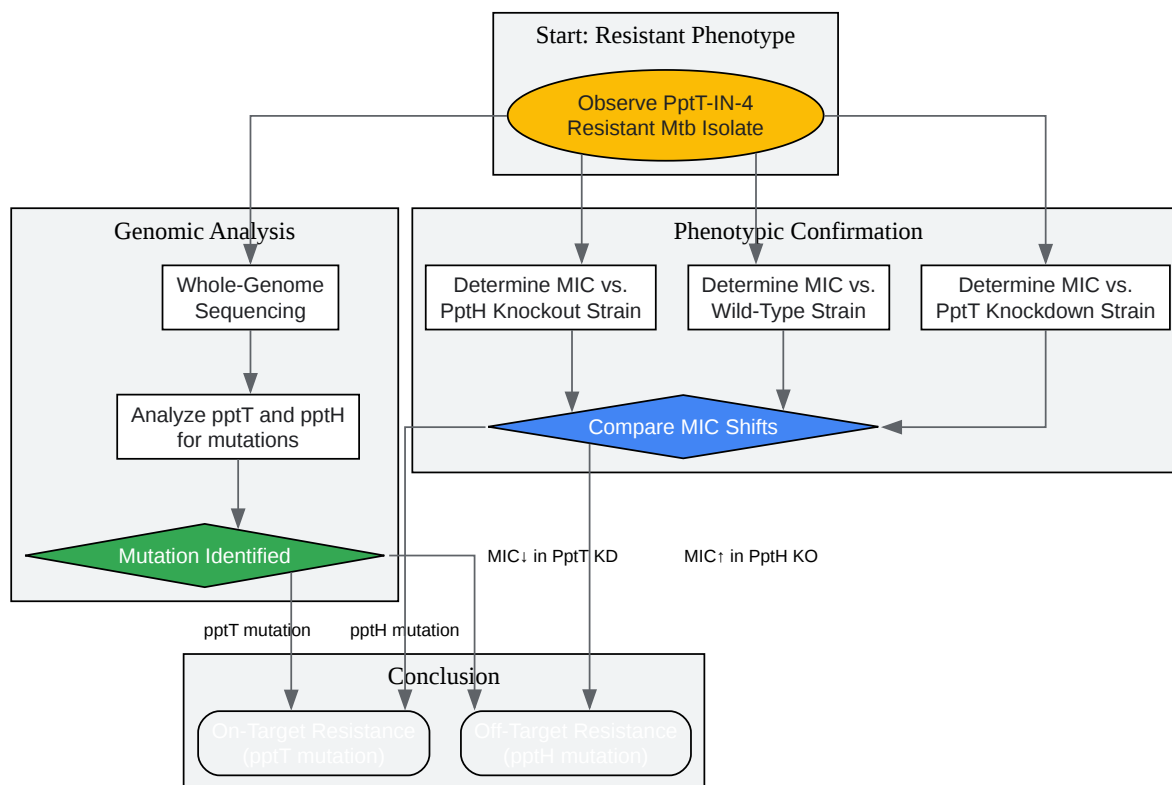 Start: Resistant Phenotype
Observe PptT-IN-4
Resistant Mtb Isolate
Genomic Analysis
Whole-Genome
Sequencing
Analyze pptT and pptH
for mutations
Mutation Identified
Phenotypic Confirmation
Determine MIC vs.
PptH Knockout Strain
Determine MIC vs.
Wild-Type Strain
Determine MIC vs.
PptT Knockdown Strain
Compare MIC Shifts
MIC↓ in PptT KD
MIC↑ in PptH KO
pptT mutation
pptH mutation
Conclusion
On-Target Resistance
(pptT mutation)
Off-Target Resistance
(pptH mutation)